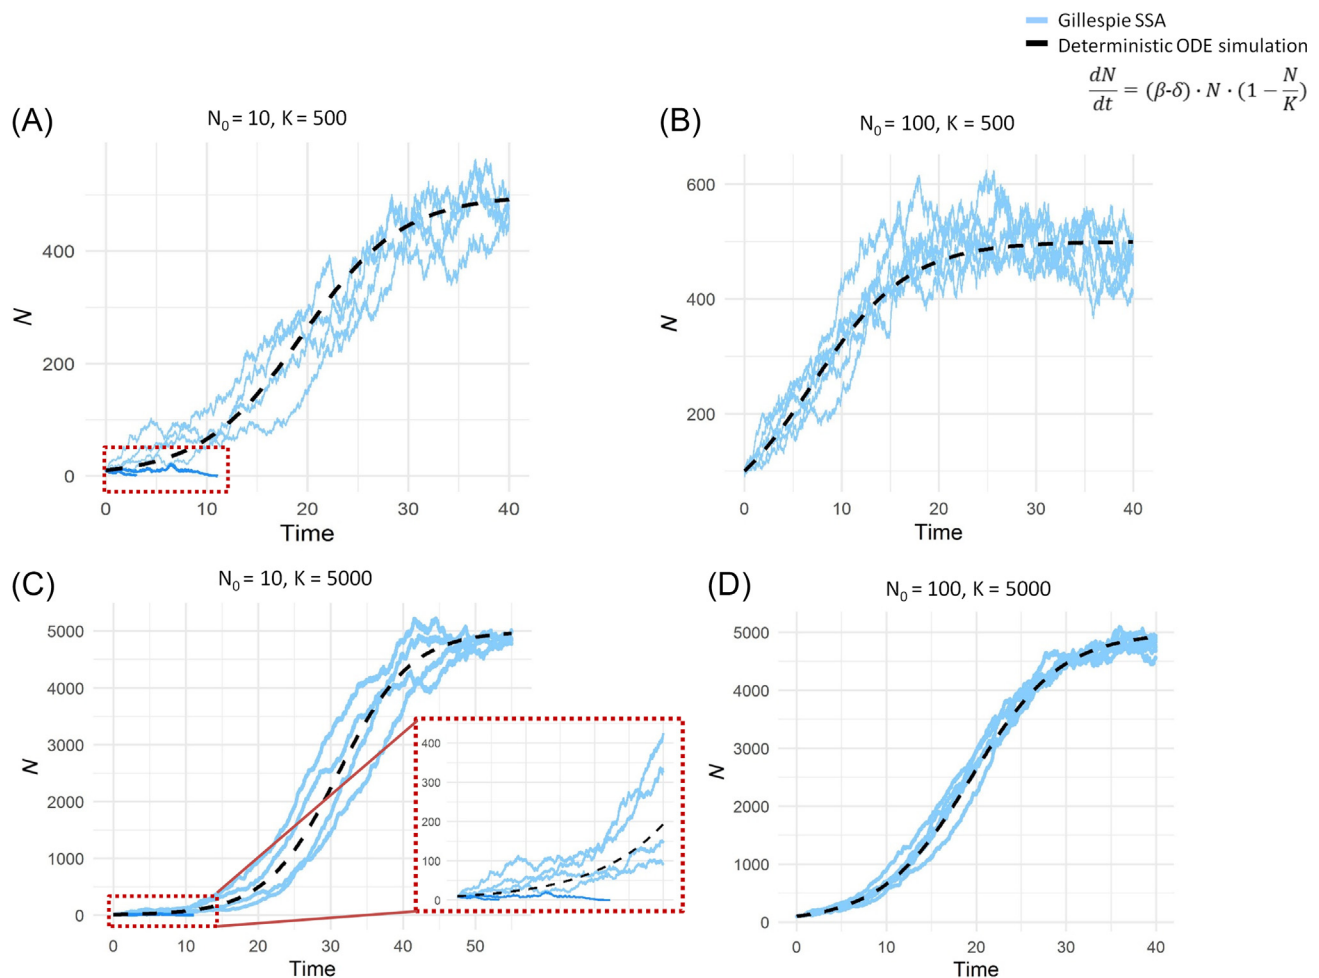 Gillespie SSA
Deterministic ODE simulation
dN/dt = (β-δ) · N · (1 − N/K)
(A)
N₀ = 10, K = 500
N
400
200
0
0 10 20 30 40
Time
(B)
N₀ = 100, K = 500
N
600
400
200
0 10 20 30 40
Time
(C)
N₀ = 10, K = 5000
N
5000
4000
3000
2000
1000
0
0 10 20 30 40 50
Time
400
300
200
100
0
(D)
N₀ = 100, K = 5000
N
5000
4000
3000
2000
1000
0
0 10 20 30 40
Time